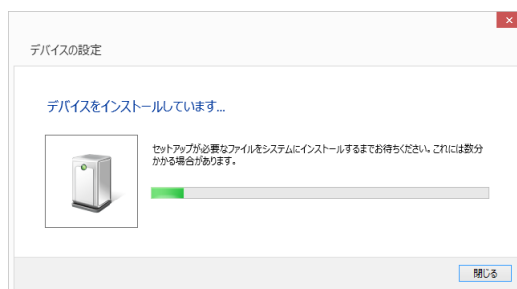 デバイスの設定
デバイスをインストールしています...
セットアップが必要なファイルをシステムにインストールするまでお待ちください。これには数分
かかる場合があります。
閉じる